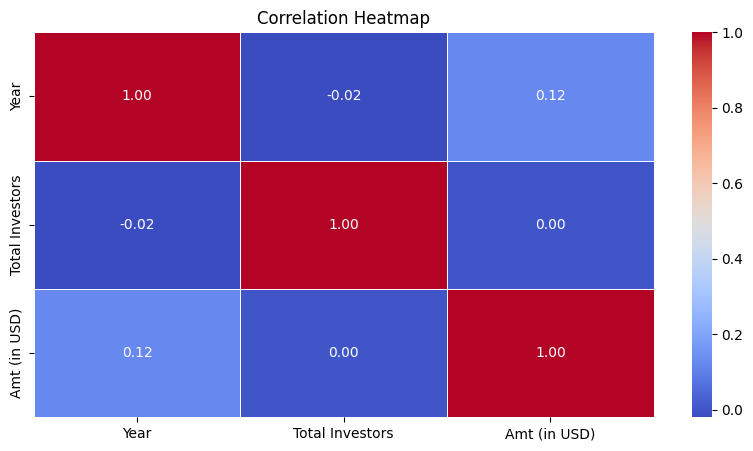 Correlation Heatmap
1.0
Year
1.00
-0.02
0.12
0.8
Total Investors
-0.02
1.00
0.00
0.6
0.4
Amt (in USD)
0.12
0.00
1.00
0.2
0.0
Year
Total Investors
Amt (in USD)